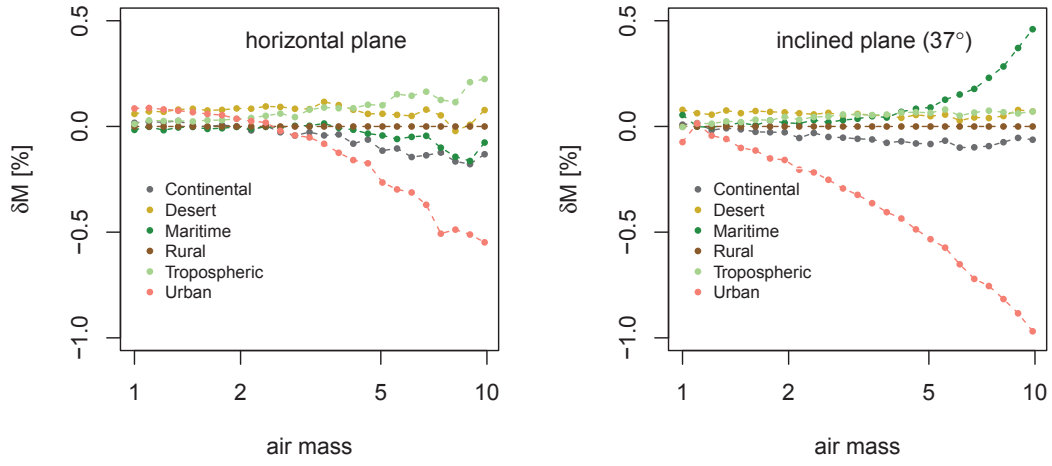 horizontal plane
δM [%]
0.5
0.0
−0.5
−1.0
Continental
Desert
Maritime
Rural
Tropospheric
Urban
1 2 5 10
air mass
inclined plane (37°)
δM [%]
0.5
0.0
−0.5
−1.0
Continental
Desert
Maritime
Rural
Tropospheric
Urban
1 2 5 10
air mass